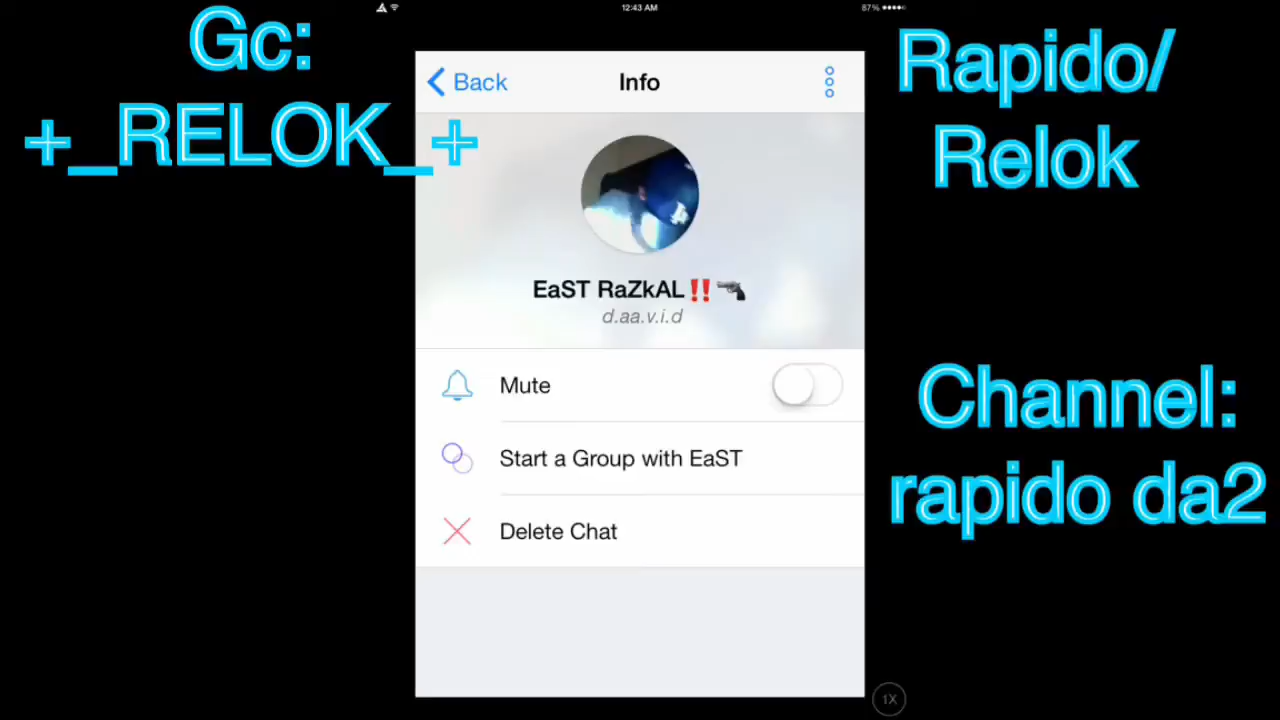 12:43 AM
87%
Gc:
+_RELOK_+
Rapido/
Relok
Back
Info
EaST RaZkAL‼️🔫
d.aa.v.i.d
Mute
Start a Group with EaST
Delete Chat
Channel:
rapido da2
1X